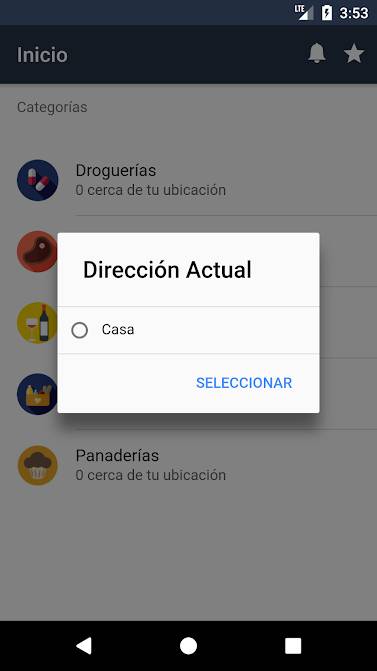 LTE 3:53
Inicio
Categorías
Droguerías
0 cerca de tu ubicación
Dirección Actual
Casa
SELECCIONAR
Panaderías
0 cerca de tu ubicación